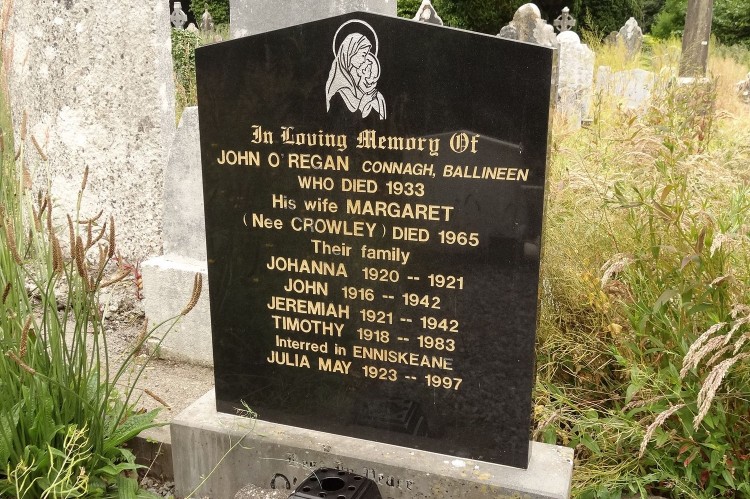 In Loving Memory Of
JOHN O'REGAN CONNAGH, BALLINEEN
WHO DIED 1933
His wife MARGARET
(Nee CROWLEY) DIED 1965
Their family
JOHANNA 1920 -- 1921
JOHN 1916 -- 1942
JEREMIAH 1921 -- 1942
TIMOTHY 1918 -- 1983
Interred in ENNISKEANE
JULIA MAY 1923 -- 1997